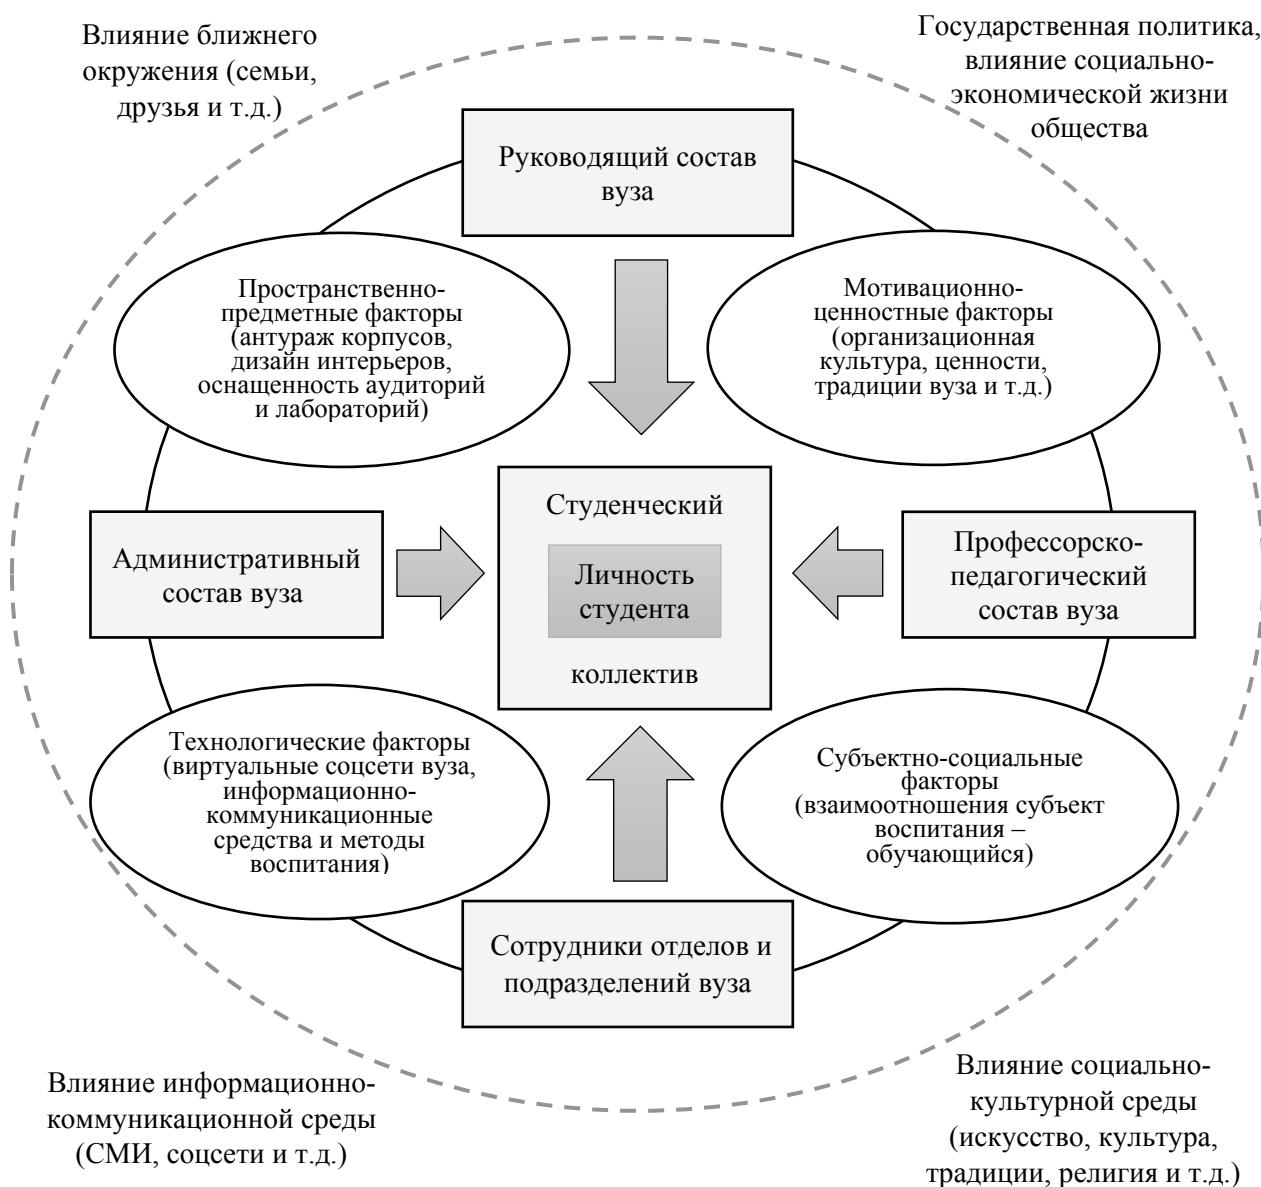 Влияние ближнего
окружения (семьи,
друзья и т.д.)
Государственная политика,
влияние социально-
экономической жизни
общества
Руководящий состав
вуза
Пространственно-
предметные факторы
(антураж корпусов,
дизайн интерьеров,
оснащенность аудиторий
и лабораторий)
Мотивационно-
ценностные факторы
(организационная
культура, ценности,
традиции вуза и т.д.)
Административный
состав вуза
Студенческий
Личность
студента
коллектив
Профессорско-
педагогический
состав вуза
Технологические факторы
(виртуальные соцсети вуза,
информационно-
коммуникационные
средства и методы
воспитания)
Субъектно-социальные
факторы
(взаимоотношения субъект
воспитания –
обучающийся)
Сотрудники отделов и
подразделений вуза
Влияние информационно-
коммуникационной среды
(СМИ, соцсети и т.д.)
Влияние социально-
культурной среды
(искусство, культура,
традиции, религия и т.д.)